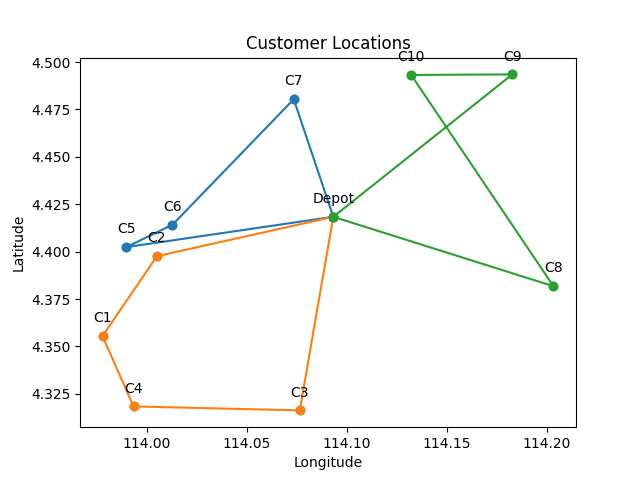 Customer Locations
C10
C9
4.500
C7
4.475
4.450
4.425
Depot
C6
C5
C2
4.400
C8
4.375
C1
4.350
C4
C3
4.325
114.00
114.05
114.10
114.15
114.20
Longitude
Latitude